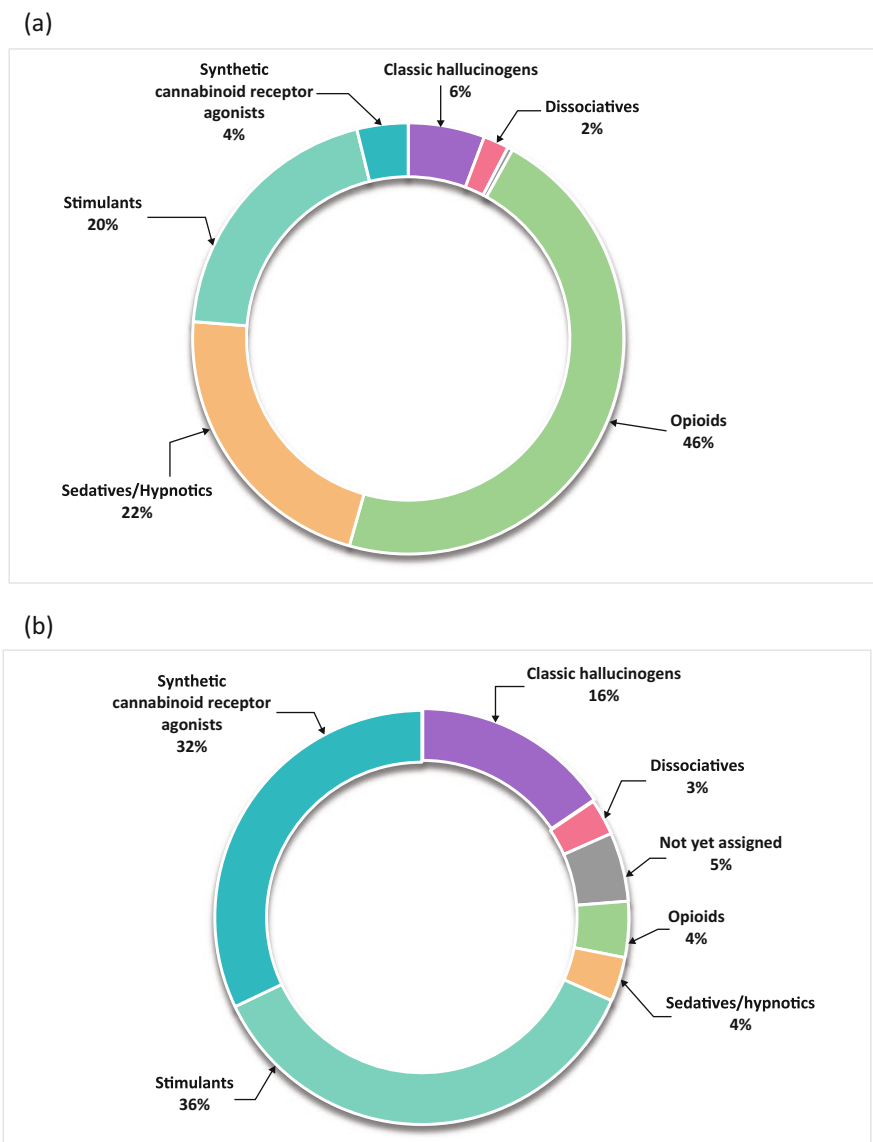 (a)
Synthetic
cannabinoid receptor
agonists
4%
Classic hallucinogens
6%
Dissociatives
2%
Stimulants
20%
Opioids
46%
Sedatives/Hypnotics
22%
(b)
Synthetic
cannabinoid receptor
agonists
32%
Classic hallucinogens
16%
Dissociatives
3%
Not yet assigned
5%
Opioids
4%
Sedatives/hypnotics
4%
Stimulants
36%